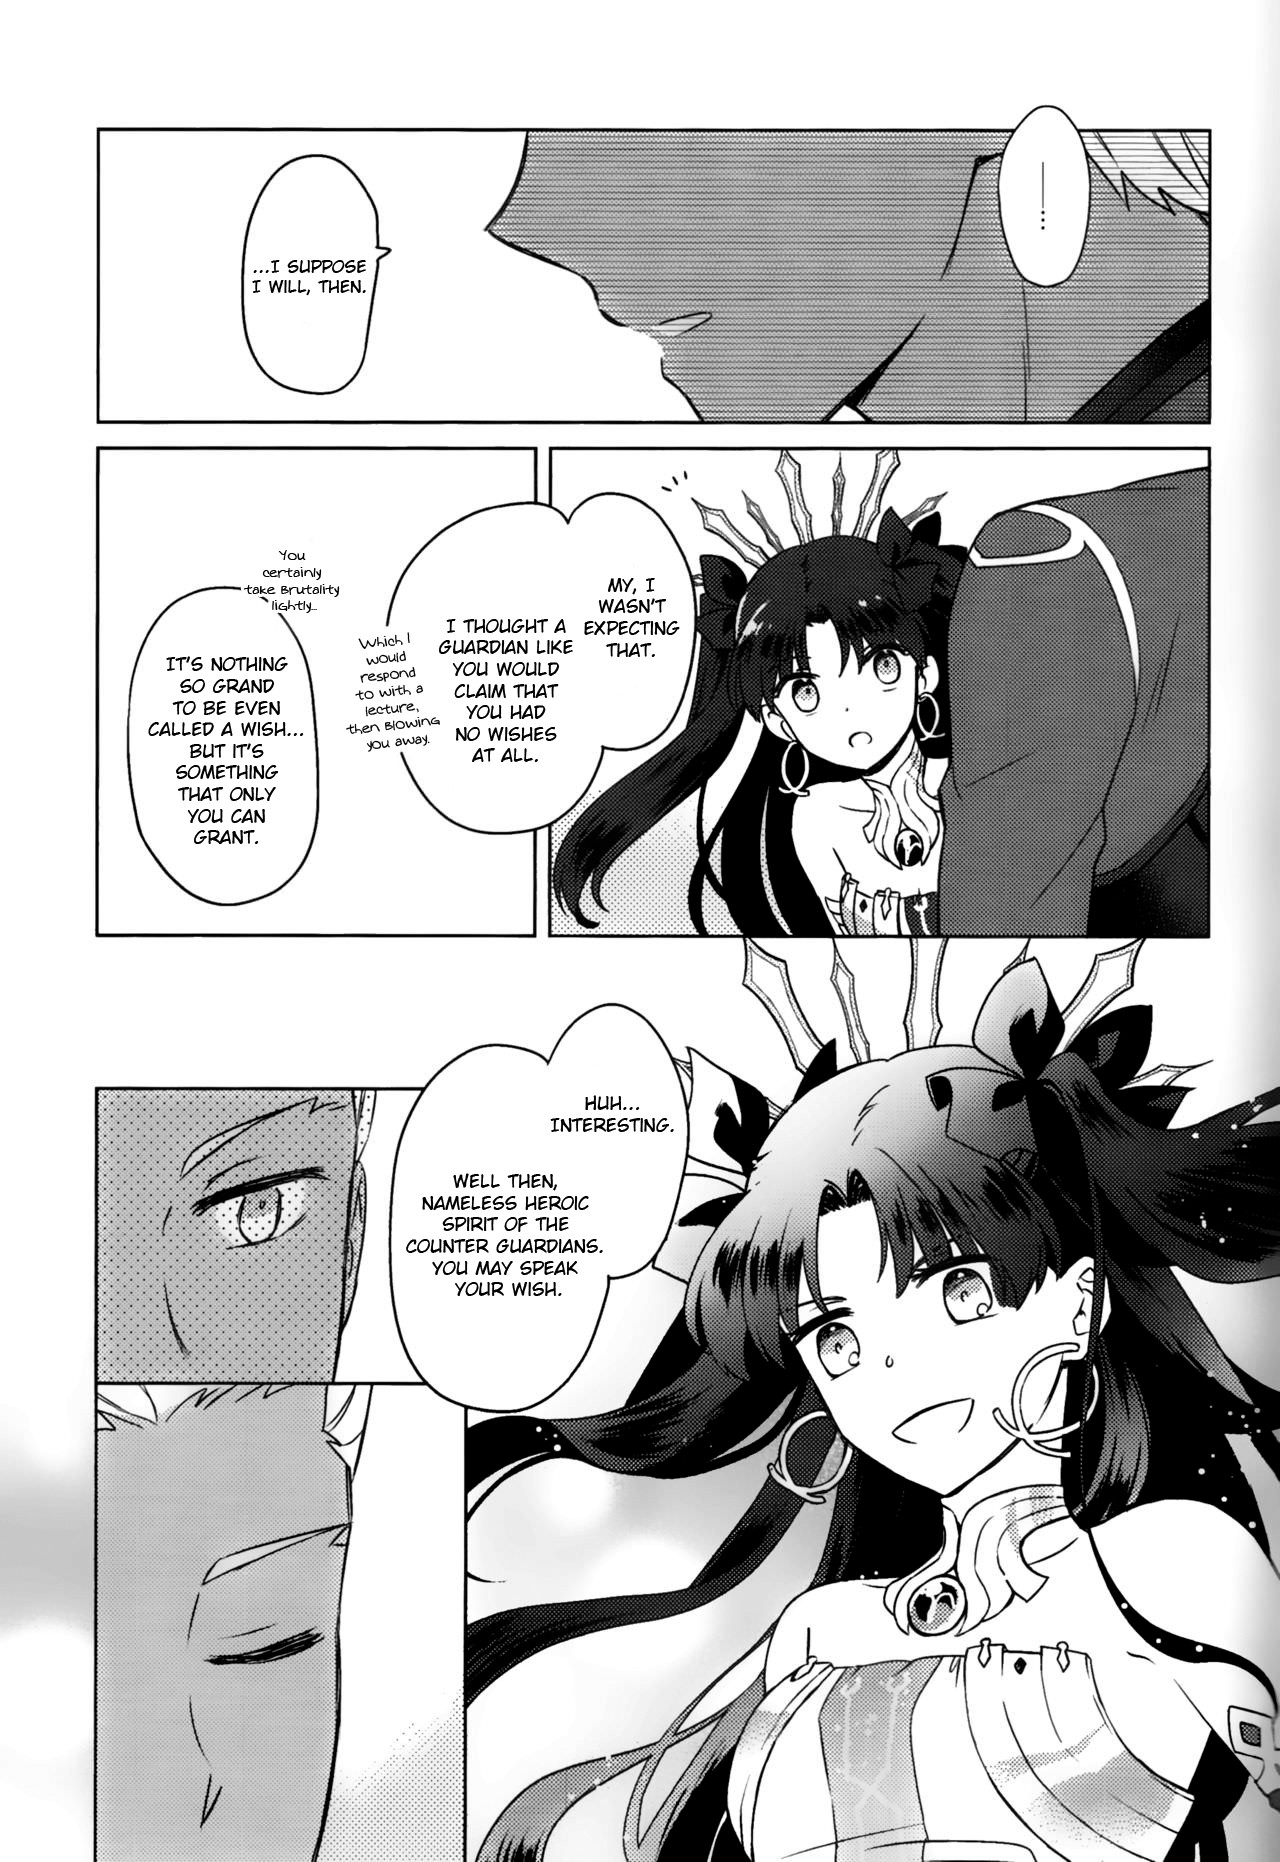 ......
...I SUPPOSE
I WILL, THEN.
MY, I
WASN'T
EXPECTING
THAT.
I THOUGHT A
GUARDIAN LIKE
YOU WOULD
CLAIM THAT
YOU HAD
NO WISHES
AT ALL.
Which I
would
respond
to with a
lecture,
then Blowing
you away.
You
certainly
take Brutality
lightly...
IT'S NOTHING
SO GRAND
TO BE EVEN
CALLED A WISH...
BUT IT'S
SOMETHING
THAT ONLY
YOU CAN
GRANT.
HUH...
INTERESTING.
WELL THEN,
NAMELESS HEROIC
SPIRIT OF THE
COUNTER GUARDIANS.
YOU MAY SPEAK
YOUR WISH.